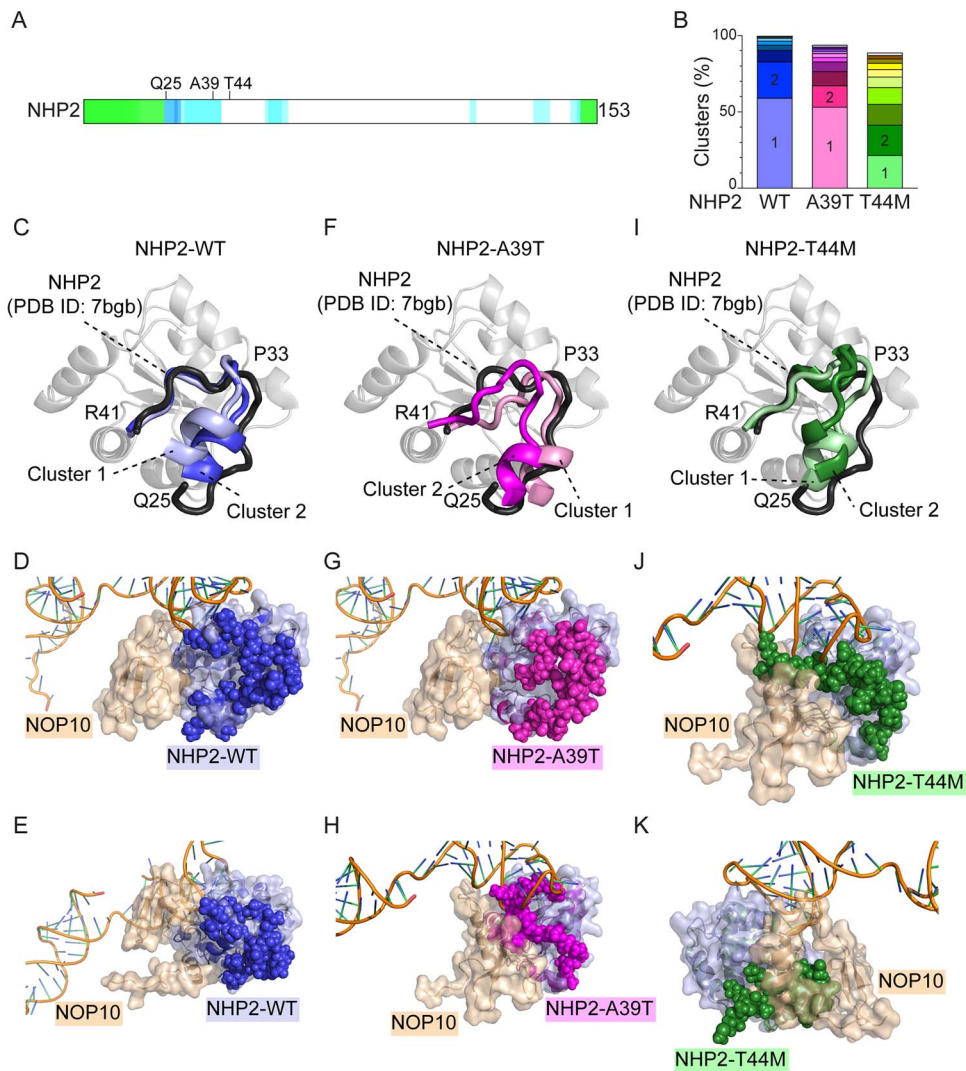 A
Q25 A39 T44
NHP2 153
B
Clusters (%)
100
50
0
2
1
2
1
2
1
NHP2 WT A39T T44M
C
NHP2-WT
NHP2
(PDB ID: 7bgb)
P33
R41
Cluster 1
Q25
Cluster 2
F
NHP2-A39T
NHP2
(PDB ID: 7bgb)
P33
R41
Cluster 2
Q25
Cluster 1
I
NHP2-T44M
NHP2
(PDB ID: 7bgb)
P33
R41
Cluster 1
Q25
Cluster 2
D
NOP10
NHP2-WT
G
NOP10
NHP2-A39T
J
NOP10
NHP2-T44M
E
NOP10
NHP2-WT
H
NOP10
NHP2-A39T
K
NOP10
NHP2-T44M